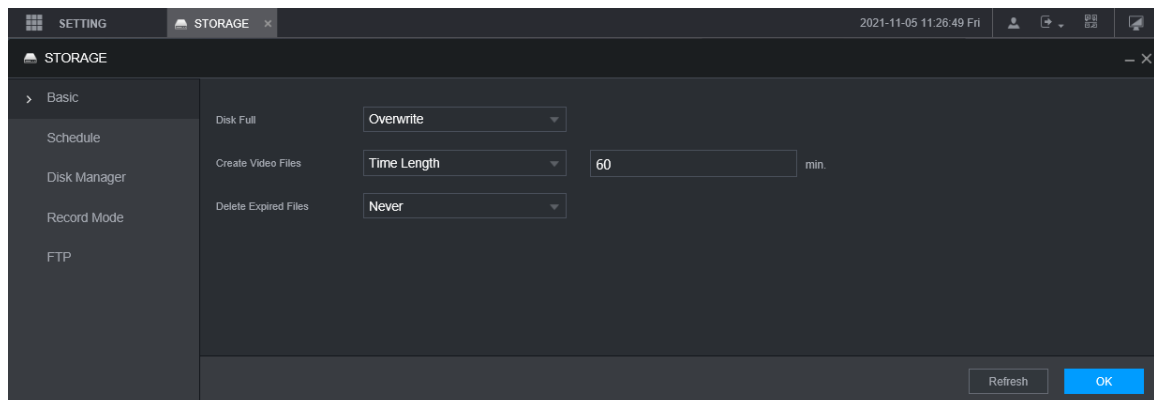 SETTING STORAGE × 2021-11-05 11:26:49 Fri
STORAGE
Basic
Disk Full Overwrite
Schedule
Create Video Files Time Length 60 min.
Disk Manager
Delete Expired Files Never
Record Mode
FTP
Refresh OK